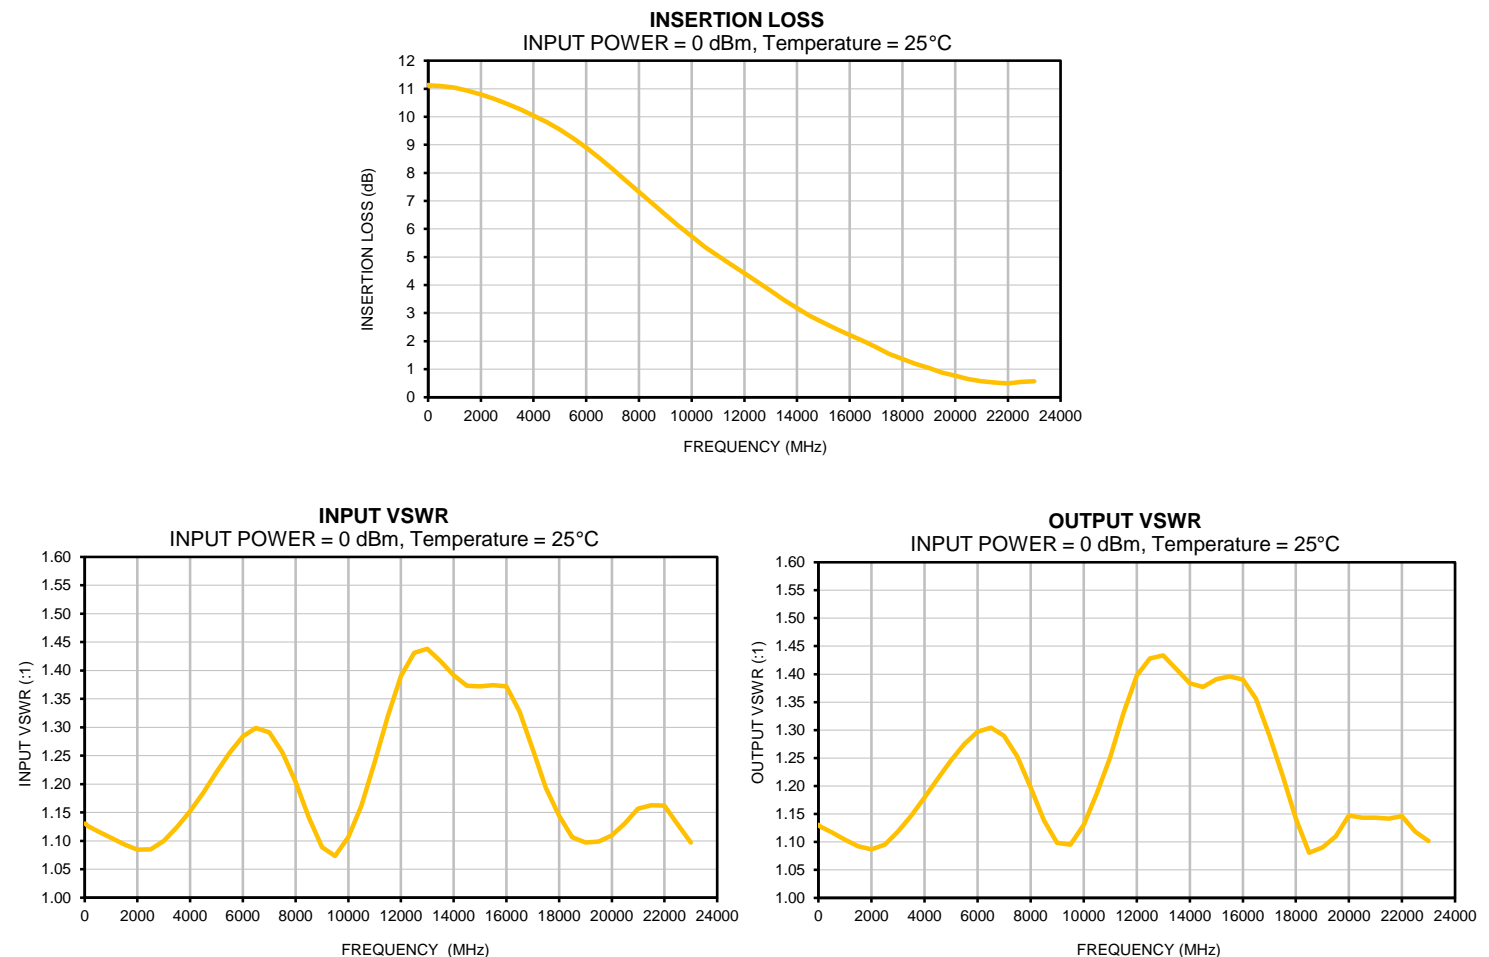 INSERTION LOSS
INPUT POWER = 0 dBm, Temperature = 25°C
12
11
10
9
8
7
6
5
4
3
2
1
0
INSERTION LOSS (dB)
0 2000 4000 6000 8000 10000 12000 14000 16000 18000 20000 22000 24000
FREQUENCY (MHz)
INPUT VSWR
INPUT POWER = 0 dBm, Temperature = 25°C
1.60
1.55
1.50
1.45
1.40
1.35
1.30
1.25
1.20
1.15
1.10
1.05
1.00
INPUT VSWR (:1)
0 2000 4000 6000 8000 10000 12000 14000 16000 18000 20000 22000 24000
FREQUENCY (MHz)
OUTPUT VSWR
INPUT POWER = 0 dBm, Temperature = 25°C
1.60
1.55
1.50
1.45
1.40
1.35
1.30
1.25
1.20
1.15
1.10
1.05
1.00
OUTPUT VSWR (:1)
0 2000 4000 6000 8000 10000 12000 14000 16000 18000 20000 22000 24000
FREQUENCY (MHz)